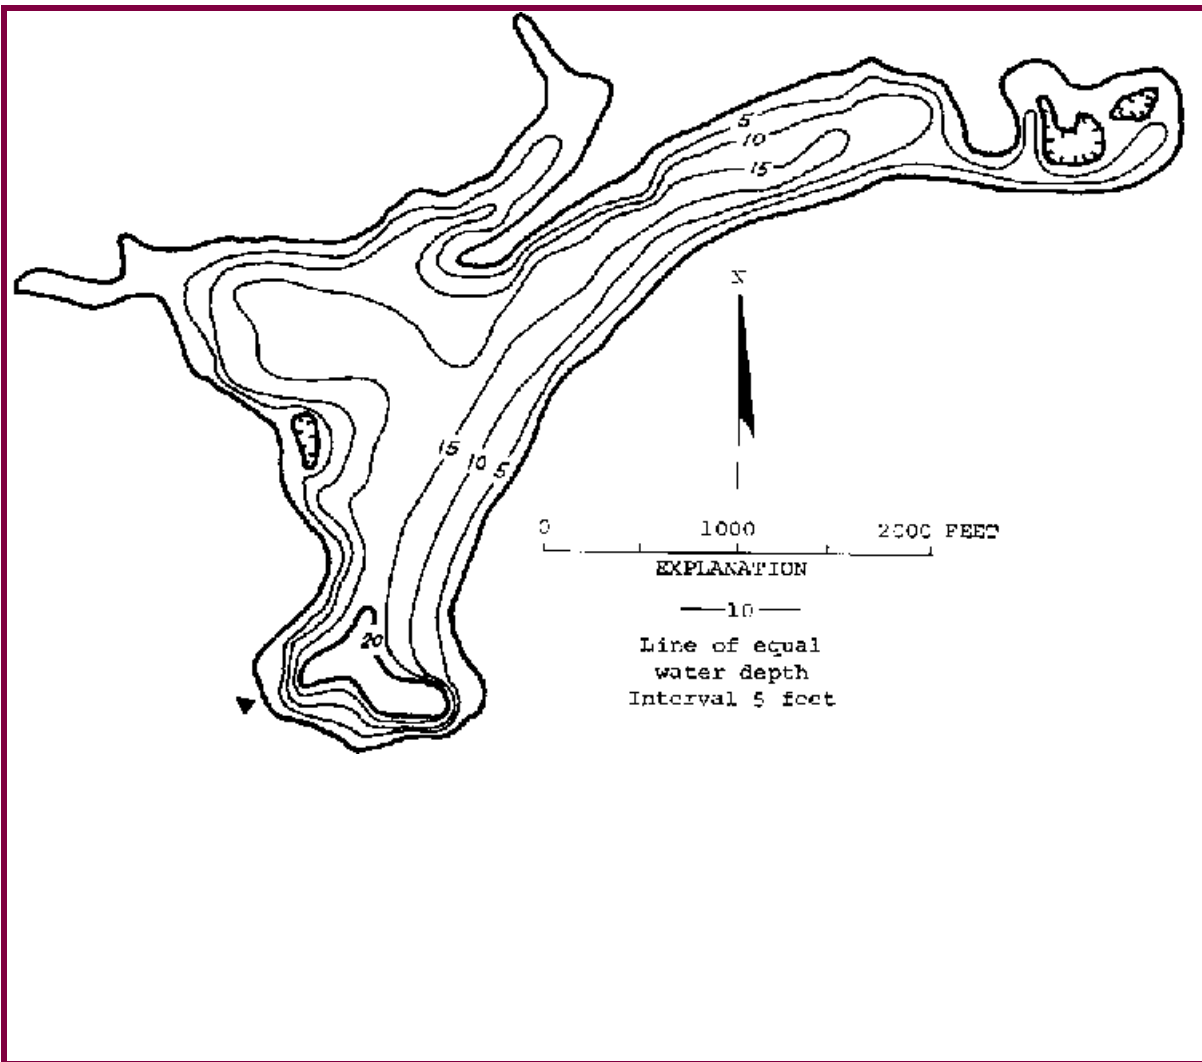 5
10
15
N
15 10 5
0 1000 2000 FEET
EXPLANATION
10
20
Line of equal
water depth
Interval 5 feet